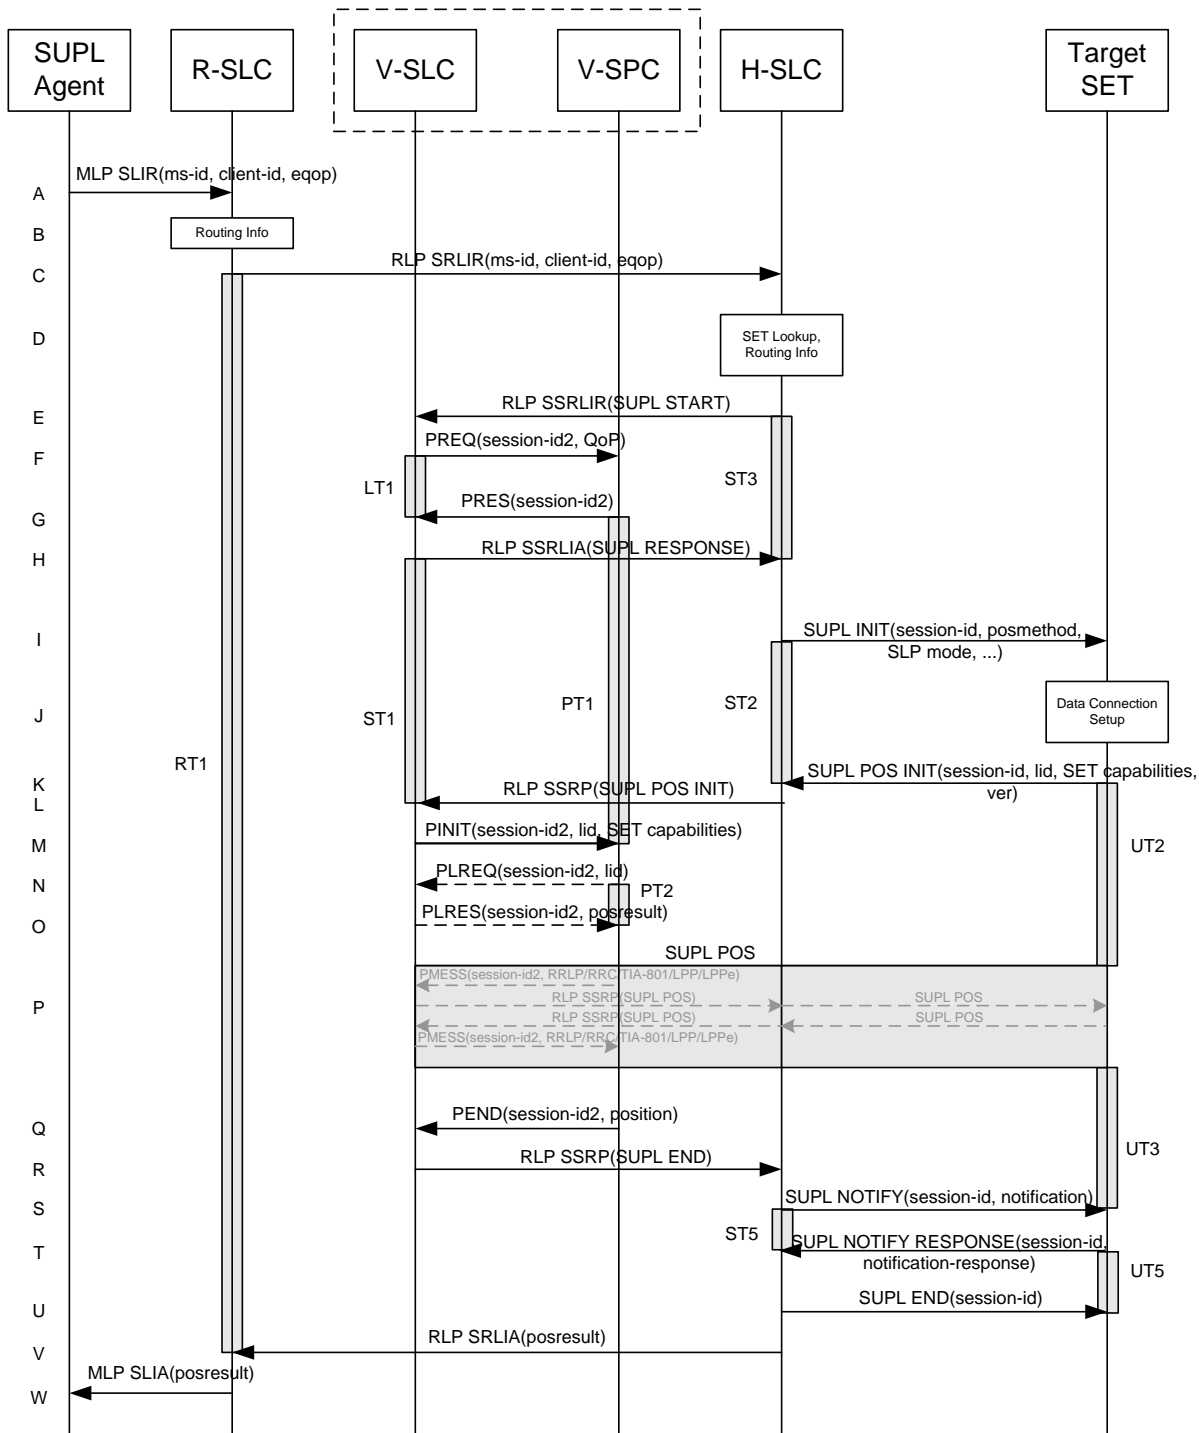 SUPL
Agent
R-SLC
V-SLC
V-SPC
H-SLC
Target
SET
A
MLP SLIR(ms-id, client-id, eqop)
B
Routing Info
C
RLP SRLIR(ms-id, client-id, eqop)
D
SET Lookup,
Routing Info
E
RLP SSRLIR(SUPL START)
F
PREQ(session-id2, QoP)
LT1
ST3
G
PRES(session-id2)
H
RLP SSRLIA(SUPL RESPONSE)
I
SUPL INIT(session-id, posmethod,
SLP mode, ...)
J
ST1
PT1
ST2
Data Connection
Setup
RT1
K
SUPL POS INIT(session-id, lid, SET capabilities,
ver)
L
RLP SSRP(SUPL POS INIT)
M
PINIT(session-id2, lid, SET capabilities)
UT2
N
PLREQ(session-id2, lid)
PT2
O
PLRES(session-id2, posresult)
SUPL POS
P
PMESS(session-id2, RRLP/RRC/TIA-801/LPP/LPPe)
RLP SSRP(SUPL POS)
SUPL POS
RLP SSRP(SUPL POS)
SUPL POS
PMESS(session-id2, RRLP/RRC/TIA-801/LPP/LPPe)
Q
PEND(session-id2, position)
UT3
R
RLP SSRP(SUPL END)
S
SUPL NOTIFY(session-id, notification)
ST5
T
SUPL NOTIFY RESPONSE(session-id,
notification-response)
UT5
U
SUPL END(session-id)
V
RLP SRLIA(posresult)
W
MLP SLIA(posresult)